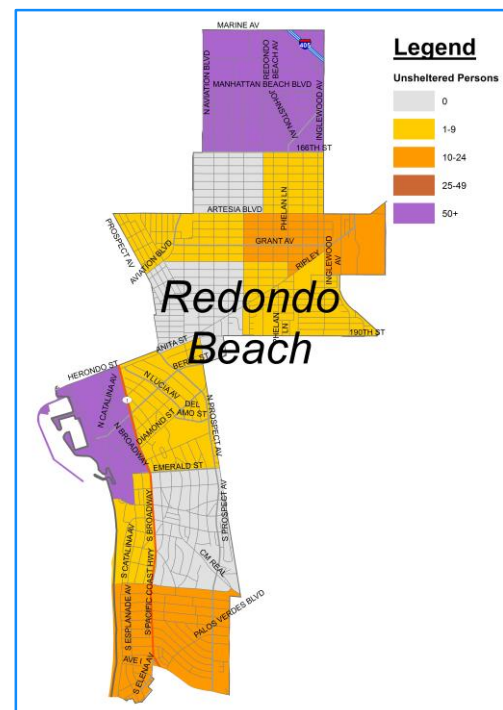 MARINE AV
405
N AVIATION BLVD
REDONDO
BEACH AV
MANHATTAN BEACH BLVD
JOHNSTON AV
INGLEWOOD AV
166TH ST
ARTESIA BLVD
PHELAN LN
PROSPECT AV
AVIATION BLVD
GRANT AV
RIPLEY
INGLEWOOD
AV
Redondo
Beach
PHELAN
LN
190TH ST
ANITA ST
HERONDO ST
BERYL ST
N CATALINA AV
1
N LUCIA AV
DEL
AMO ST
N PROSPECT AV
N BROADWAY
DIAMOND ST
EMERALD ST
S CATALINA AV
S BROADWAY
S PROSPECT AV
CM REAL
S ESPLANADE AV
S PACIFIC COAST HWY
PALOS VERDES BLVD
AVE I
S ELENA AV
Legend
Unsheltered Persons
0
1-9
10-24
25-49
50+